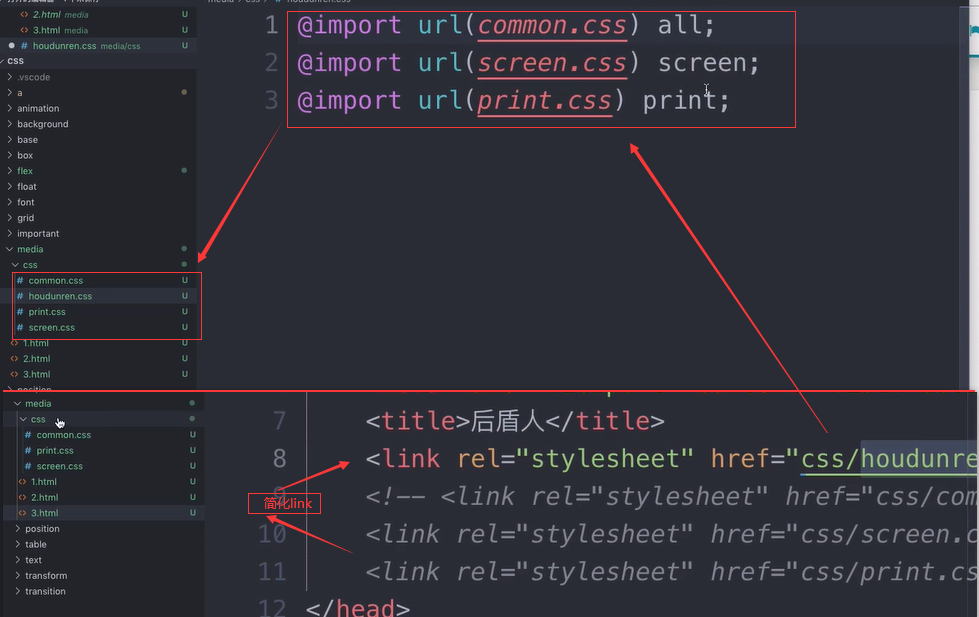 2.html media U
3.html media U
houdunren.css media/css U
css
.vscode
a
animation
background
base
box
flex
float
font
grid
important
media
css
common.css U
houdunren.css U
print.css U
screen.css U
1.html U
2.html U
3.html U
1 @import url(common.css) all;
2 @import url(screen.css) screen;
3 @import url(print.css) print;
media
css
common.css U
print.css U
screen.css U
1.html U
2.html U
3.html U
position
table
text
transform
transition
7 <title>后盾人</title>
8 <link rel="stylesheet" href="css/houdunre
<!-- <link rel="stylesheet" href="css/com
简化link
10 <link rel="stylesheet" href="css/screen.c
11 <link rel="stylesheet" href="css/print.cs
12 </head>